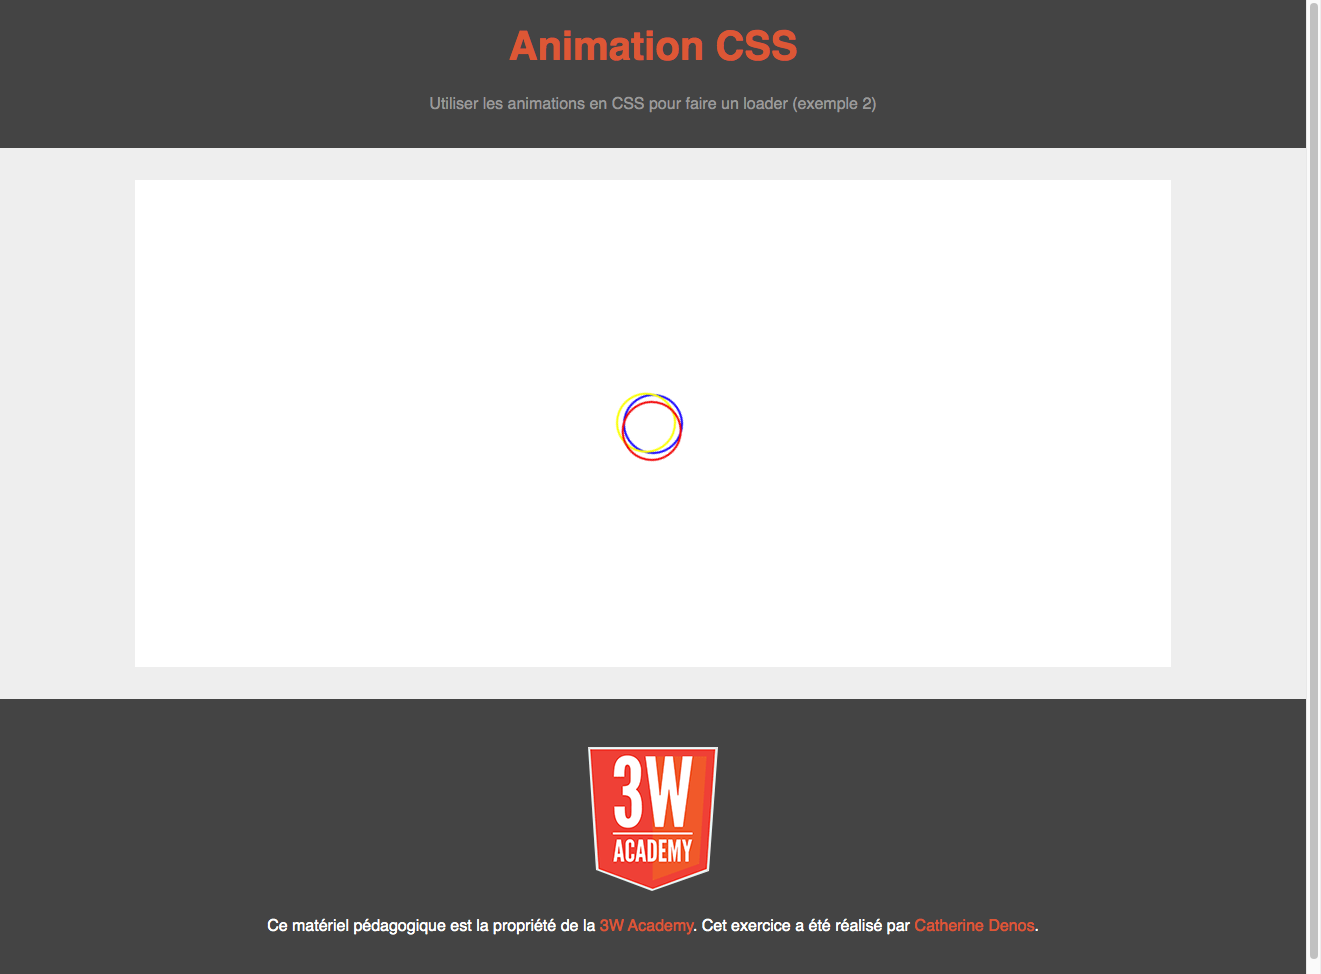 Animation CSS
Utiliser les animations en CSS pour faire un loader (exemple 2)
3W
ACADEMY
Ce matériel pédagogique est la propriété de la 3W Academy. Cet exercice a été réalisé par Catherine Denos.